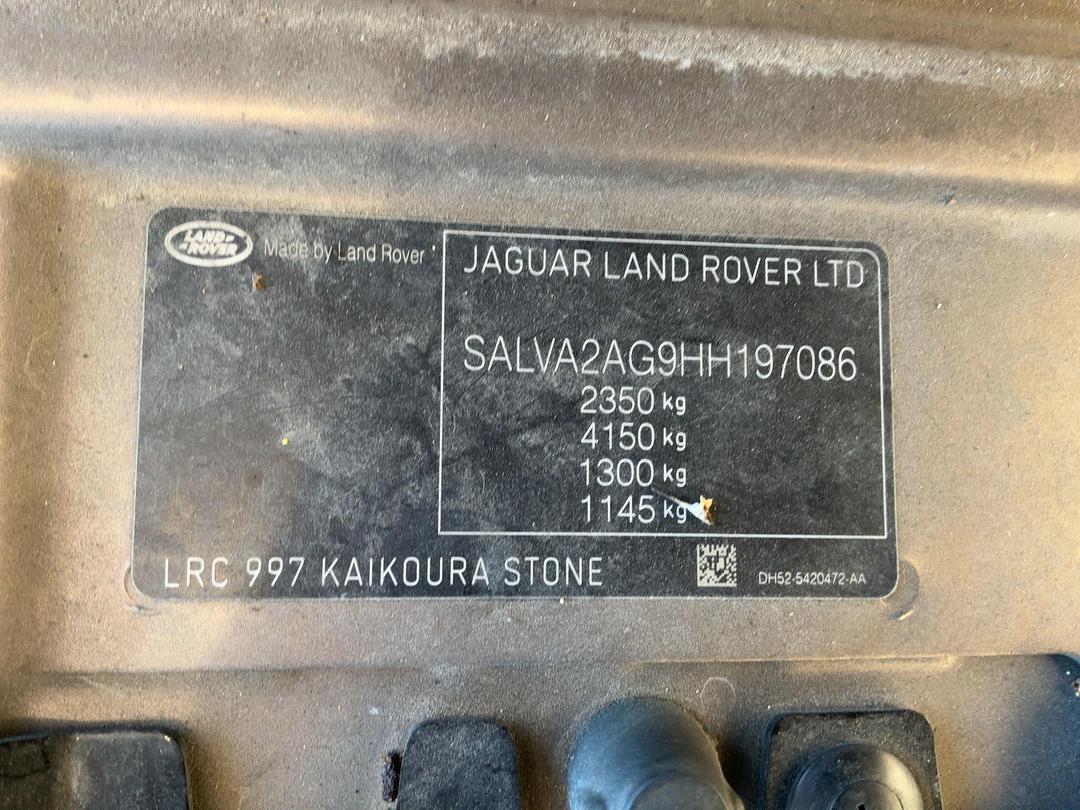 LAND ROVER
Made by Land Rover
JAGUAR LAND ROVER LTD
SALVA2AG9HH197086
2350 kg
4150 kg
1300 kg
1145 kg
LRC 997 KAIKOURA STONE
DH52-5420472-AA